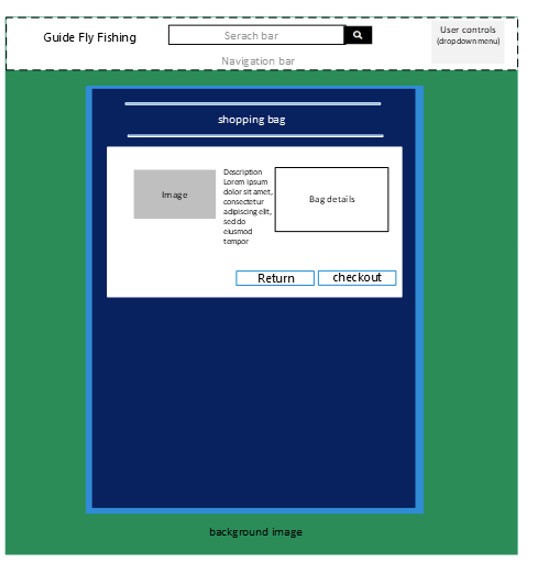 Guide Fly Fishing
Serach bar
User controls
(dropdown menu)
Navigation bar
shopping bag
Image
Description
Lorem ipsum
dolor sit amet,
consectetur
adipiscing elit,
sed do
eiusmod
tempor
Bag details
Return
checkout
background image